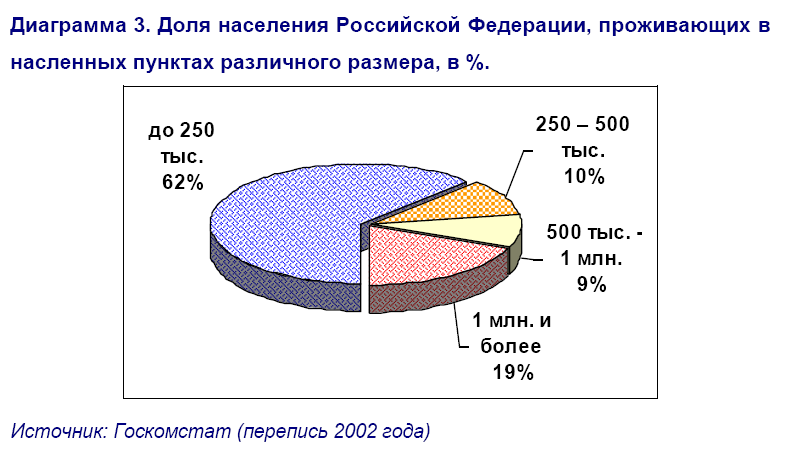 Диаграмма 3. Доля населения Российской Федерации, проживающих в
насленных пунктах различного размера, в %.
до 250
тыс.
62%
250 – 500
тыс.
10%
500 тыс. -
1 млн.
9%
1 млн. и
более
19%
Источник: Госкомстат (перепись 2002 года)